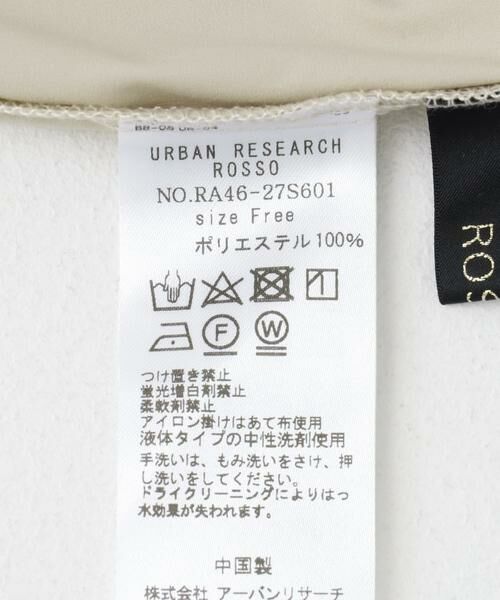 URBAN RESEARCH
ROSSO
NO.RA46-27S601
size Free
ポリエステル100%
F W
つけ置き禁止
蛍光増白剤禁止
柔軟剤禁止
アイロン掛けはあて布使用
液体タイプの中性洗剤使用
手洗いは、もみ洗いをさけ、押
し洗いをしてください。
ドライクリーニングによりはっ
水効果が失われます。
中国製
株式会社 アーバンリサーチ
ROS